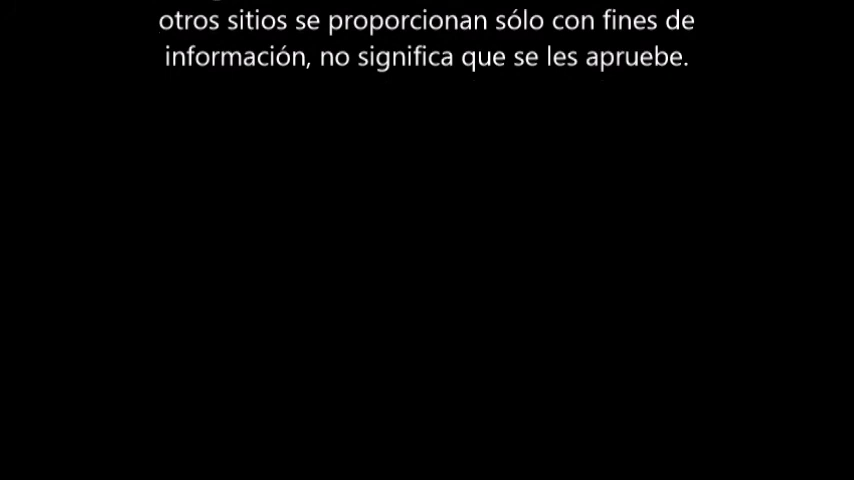 otros sitios se proporcionan sólo con fines de
información, no significa que se les apruebe.